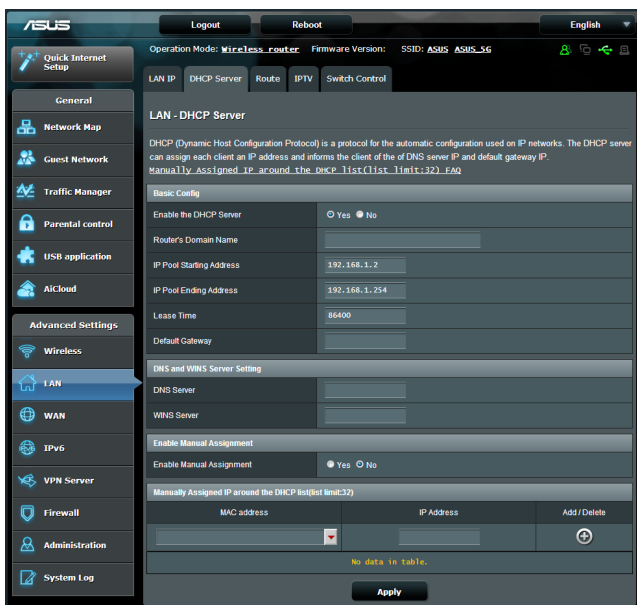 ASUS
Logout
Reboot
English
Quick Internet Setup
Operation Mode: Wireless router Firmware Version: SSID: ASUS ASUS_5G
LAN IP
DHCP Server
Route
IPTV
Switch Control
General
Network Map
Guest Network
Traffic Manager
Parental control
USB application
AiCloud
Advanced Settings
Wireless
LAN
WAN
IPv6
VPN Server
Firewall
Administration
System Log
LAN - DHCP Server
DHCP (Dynamic Host Configuration Protocol) is a protocol for the automatic configuration used on IP networks. The DHCP server
can assign each client an IP address and informs the client of the of DNS server IP and default gateway IP.
Manually Assigned IP around the DHCP list(list limit:32) FAQ
Basic Config
Enable the DHCP Server Yes No
Router's Domain Name
IP Pool Starting Address 192.168.1.2
IP Pool Ending Address 192.168.1.254
Lease Time 86400
Default Gateway
DNS and WINS Server Setting
DNS Server
WINS Server
Enable Manual Assignment
Enable Manual Assignment Yes No
Manually Assigned IP around the DHCP list(list limit:32)
MAC address IP Address Add / Delete
No data in table.
Apply